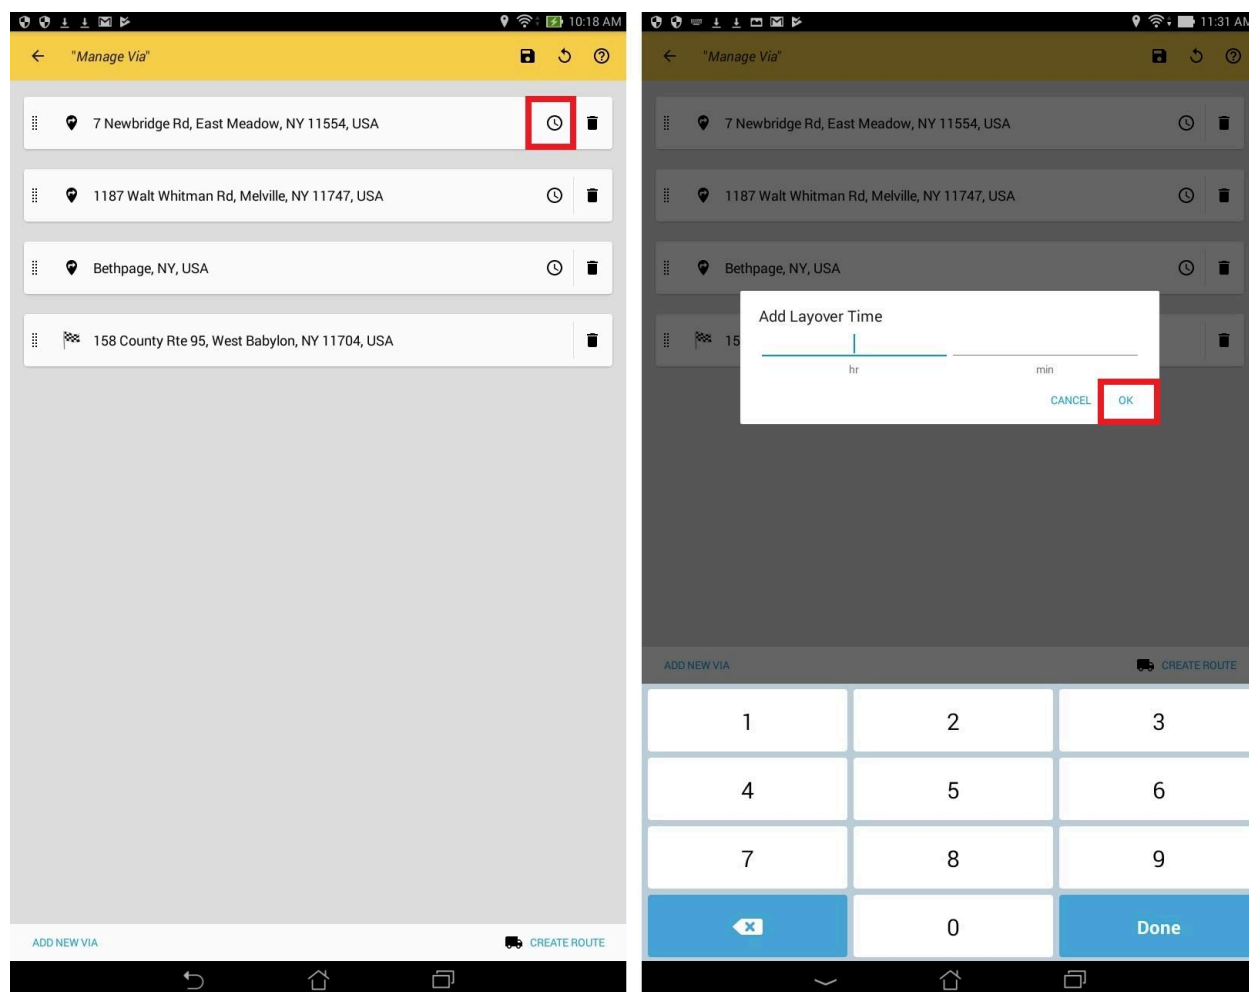 10:18 AM
"Manage Via"
7 Newbridge Rd, East Meadow, NY 11554, USA
1187 Walt Whitman Rd, Melville, NY 11747, USA
Bethpage, NY, USA
158 County Rte 95, West Babylon, NY 11704, USA
ADD NEW VIA
CREATE ROUTE
11:31 AM
"Manage Via"
7 Newbridge Rd, East Meadow, NY 11554, USA
1187 Walt Whitman Rd, Melville, NY 11747, USA
Bethpage, NY, USA
15
Add Layover Time
hr
min
CANCEL
OK
ADD NEW VIA
CREATE ROUTE
1 2 3
4 5 6
7 8 9
0 Done